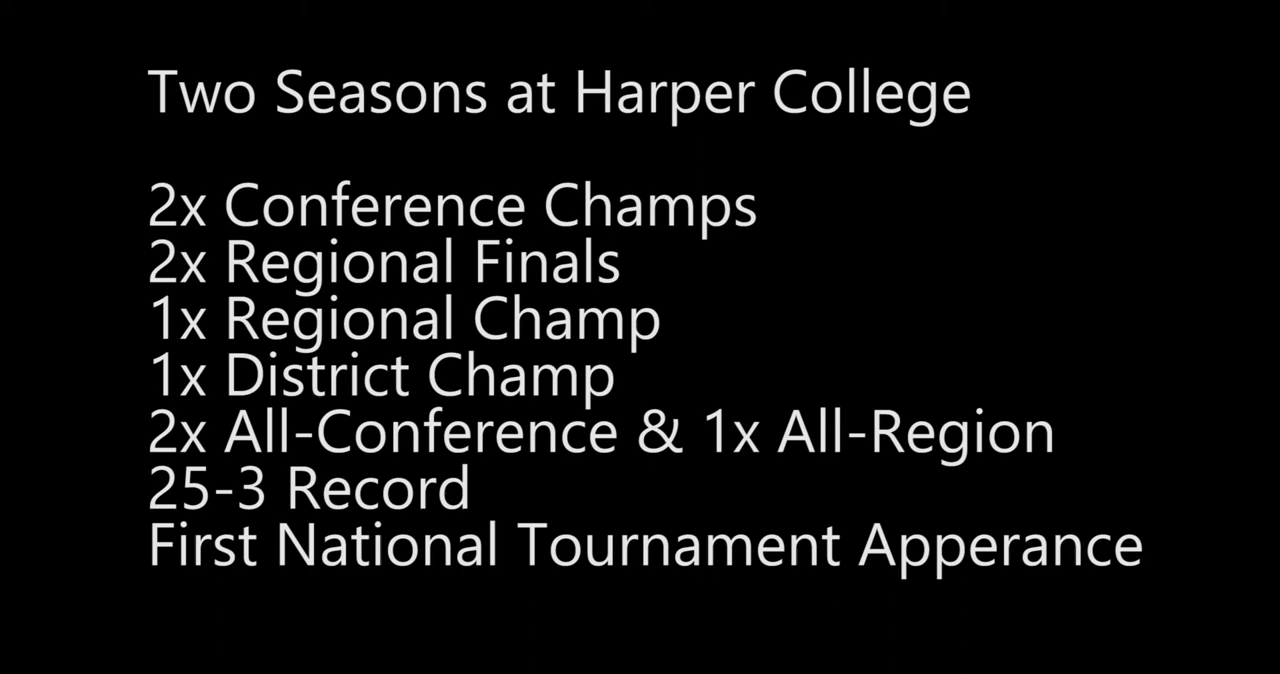 Two Seasons at Harper College
2x Conference Champs
2x Regional Finals
1x Regional Champ
1x District Champ
2x All-Conference & 1x All-Region
25-3 Record
First National Tournament Apperance